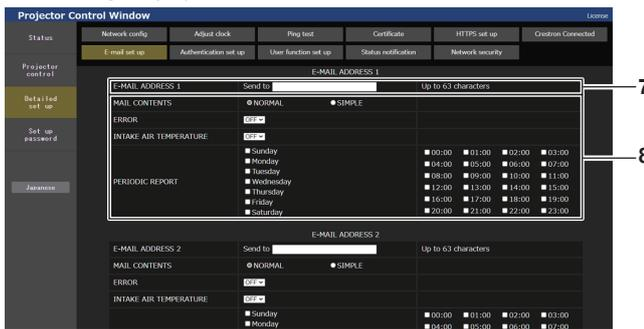 Projector Control Window
License
Status
Projector
control
Detailed
set up
Set up
password
Japanese
Network config Adjust clock Ping test Certificate HTTPS set up Crestron Connected
E-mail set up Authentication set up User function set up Status notification Network security
E-MAIL ADDRESS 1
E-MAIL ADDRESS 1 Send to Up to 63 characters
7
MAIL CONTENTS NORMAL SIMPLE
ERROR OFF
INTAKE AIR TEMPERATURE OFF
PERIODIC REPORT
Sunday
Monday
Tuesday
Wednesday
Thursday
Friday
Saturday
00:00 01:00 02:00 03:00
04:00 05:00 06:00 07:00
08:00 09:00 10:00 11:00
12:00 13:00 14:00 15:00
16:00 17:00 18:00 19:00
20:00 21:00 22:00 23:00
8
E-MAIL ADDRESS 2
E-MAIL ADDRESS 2 Send to Up to 63 characters
MAIL CONTENTS NORMAL SIMPLE
ERROR OFF
INTAKE AIR TEMPERATURE OFF
Sunday 00:00 01:00 02:00 03:00
Monday 04:00 05:00 06:00 07:00